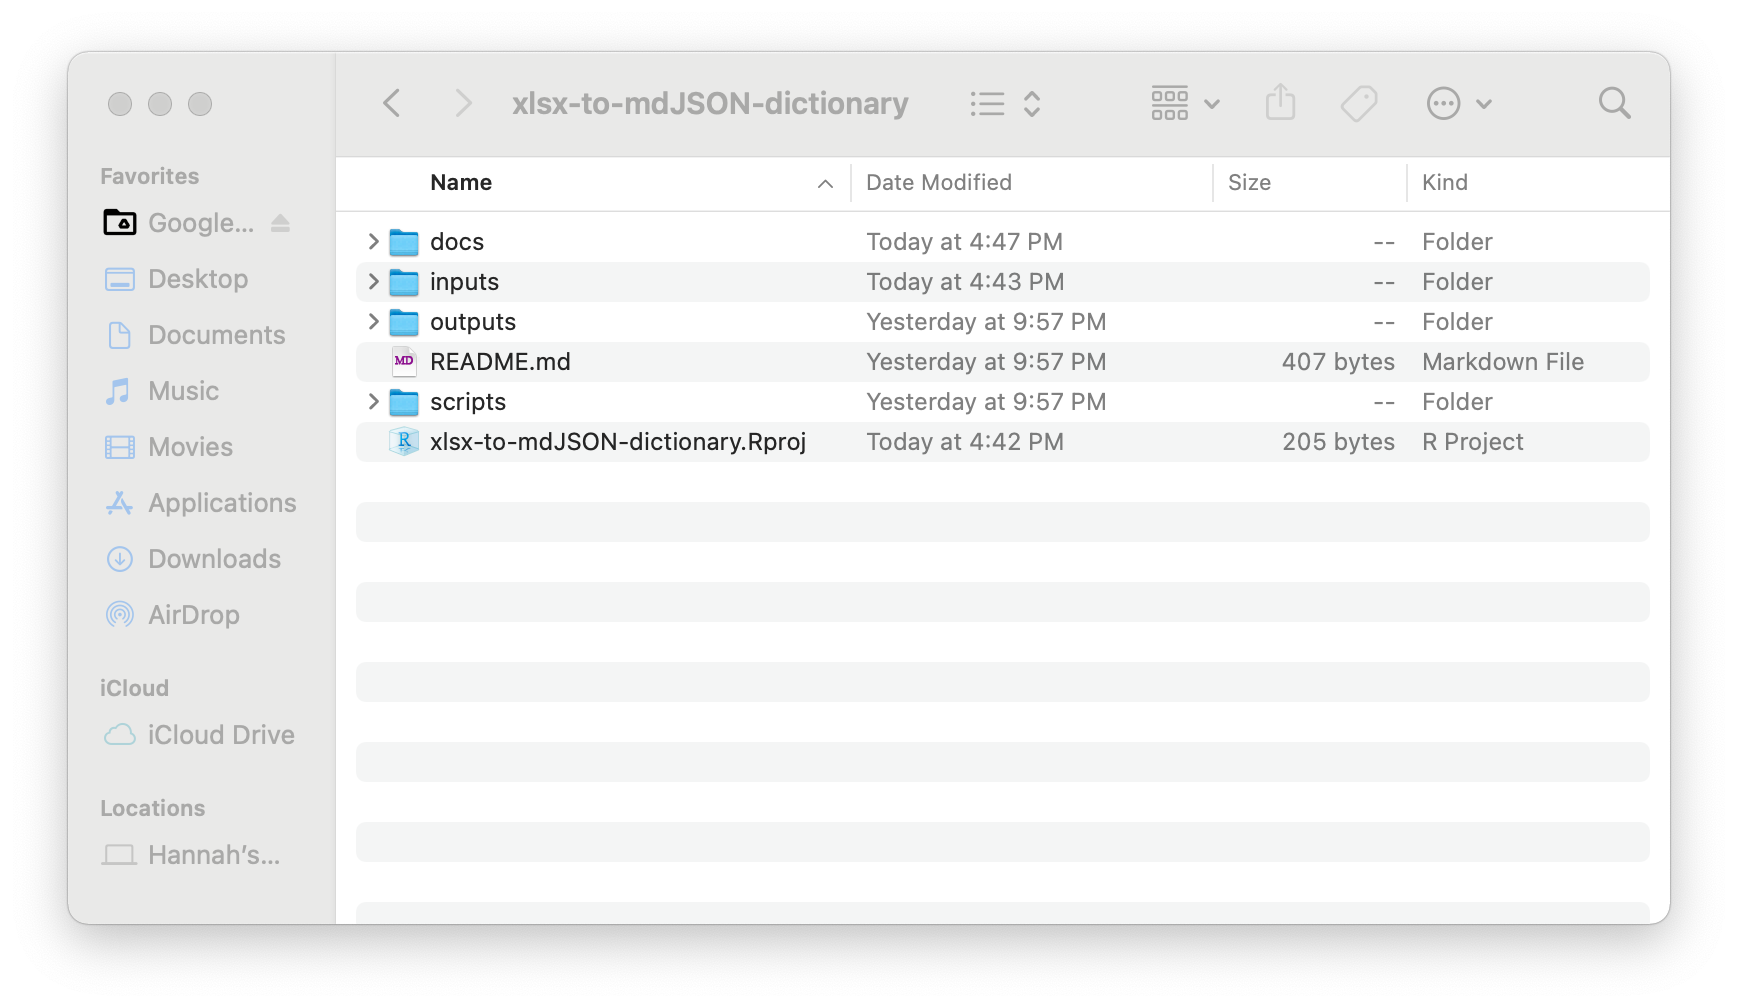 xlsx-to-mdJSON-dictionary
Favorites
Google...
Desktop
Documents
Music
Movies
Applications
Downloads
AirDrop
iCloud
iCloud Drive
Locations
Hannah’s...
Name Date Modified Size Kind
docs Today at 4:47 PM -- Folder
inputs Today at 4:43 PM -- Folder
outputs Yesterday at 9:57 PM -- Folder
MD README.md Yesterday at 9:57 PM 407 bytes Markdown File
scripts Yesterday at 9:57 PM -- Folder
R xlsx-to-mdJSON-dictionary.Rproj Today at 4:42 PM 205 bytes R Project